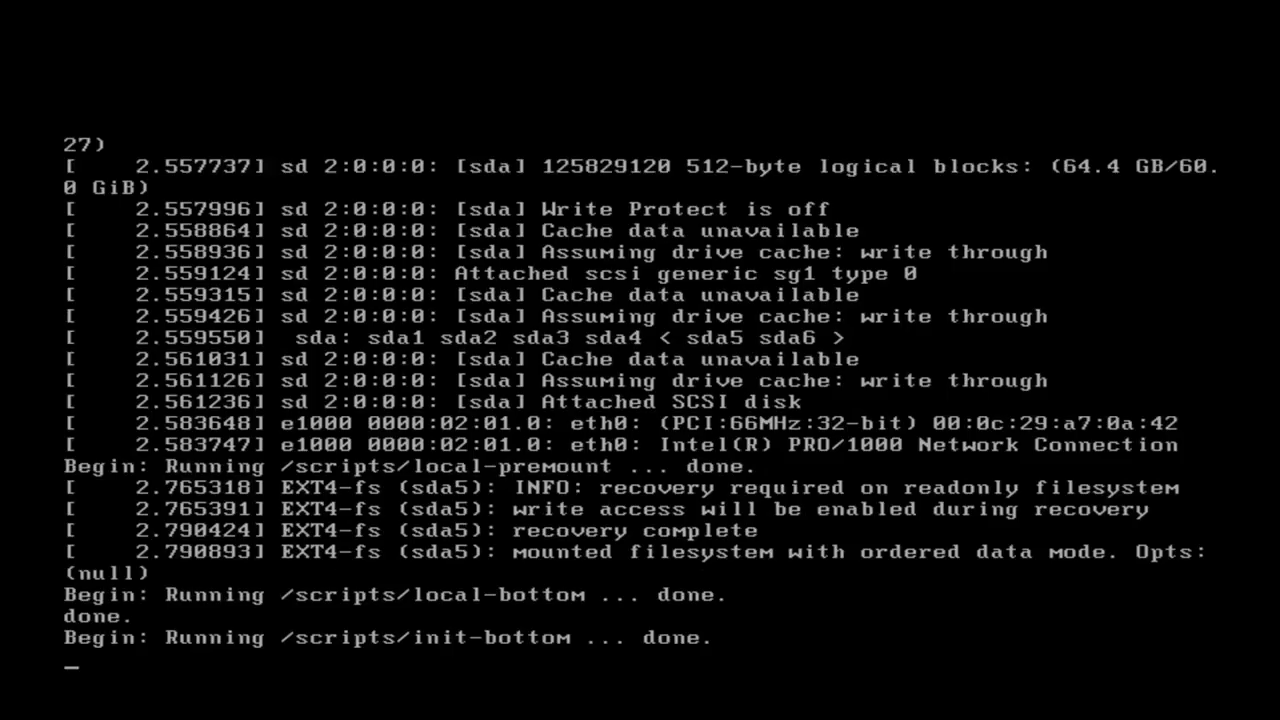 27)
[    2.557737] sd 2:0:0:0: [sda] 125829120 512-byte logical blocks: (64.4 GB/60.
0 GiB)
[    2.557996] sd 2:0:0:0: [sda] Write Protect is off
[    2.558864] sd 2:0:0:0: [sda] Cache data unavailable
[    2.558936] sd 2:0:0:0: [sda] Assuming drive cache: write through
[    2.559124] sd 2:0:0:0: Attached scsi generic sg1 type 0
[    2.559315] sd 2:0:0:0: [sda] Cache data unavailable
[    2.559426] sd 2:0:0:0: [sda] Assuming drive cache: write through
[    2.559550]  sda: sda1 sda2 sda3 sda4 < sda5 sda6 >
[    2.561031] sd 2:0:0:0: [sda] Cache data unavailable
[    2.561126] sd 2:0:0:0: [sda] Assuming drive cache: write through
[    2.561236] sd 2:0:0:0: [sda] Attached SCSI disk
[    2.583648] e1000 0000:02:01.0: eth0: (PCI:66MHz:32-bit) 00:0c:29:a7:0a:42
[    2.583747] e1000 0000:02:01.0: eth0: Intel(R) PRO/1000 Network Connection
Begin: Running /scripts/local-premount ... done.
[    2.765318] EXT4-fs (sda5): INFO: recovery required on readonly filesystem
[    2.765391] EXT4-fs (sda5): write access will be enabled during recovery
[    2.790424] EXT4-fs (sda5): recovery complete
[    2.790893] EXT4-fs (sda5): mounted filesystem with ordered data mode. Opts:
(null)
Begin: Running /scripts/local-bottom ... done.
done.
Begin: Running /scripts/init-bottom ... done.
_